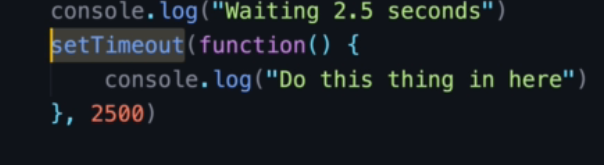 console.log("Waiting 2.5 seconds")
setTimeout(function() {
    console.log("Do this thing in here")
}, 2500)